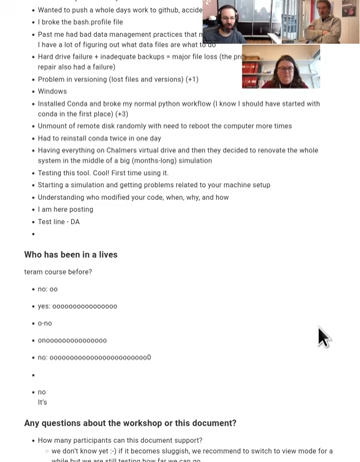 Wanted to push a whole days work to github, accide
I broke the bash.profile file
Past me had bad data management practices that
I have a lot of figuring out what data files are what to do
Hard drive failure + inadequate backups = major file loss (the pr
repair also had a failure)
Problem in versioning (lost files and versions) (+1)
Windows
Installed Conda and broke my normal python workflow (I know I should have started with
conda in the first place) (+3)
Unmount of remote disk randomly with need to reboot the computer more times
Had to reinstall conda twice in one day
Having everything on Chalmers virtual drive and then they decided to renovate the whole
system in the middle of a big (months-long) simulation
Testing this tool. Cool! First time using it.
Starting a simulation and getting problems related to your machine setup
Understanding who modified your code, when, why, and how
I am here posting
Test line - DA
Who has been in a lives
teram course before?
no: oo
yes: oooooooooooooooo
o-no
onoooooooooooooooo
no: oooooooooooooooooooooooo0
no
It's
Any questions about the workshop or this document?
How many participants can this document support?
we don't know yet :-) if it becomes sluggish, we recommend to switch to view mode for a
while but we are still testing how far we can go